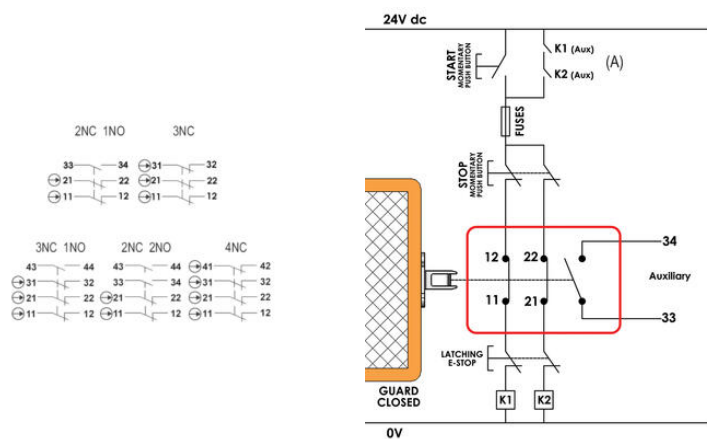 2NC 1NO
3NC
33 34
21 22
11 12
31 32
21 22
11 12
3NC 1NO
2NC 2NO
4NC
43 44
31 32
21 22
11 12
43 44
33 34
21 22
11 12
41 42
31 32
21 22
11 12
24V dc
START
MOMENTARY
PUSH BUTTON
K1 (Aux)
K2 (Aux)
(A)
FUSES
STOP
MOMENTARY
PUSH BUTTON
12 22
34
Auxiliary
11 21
33
LATCHING
E-STOP
GUARD
CLOSED
K1 K2
0V